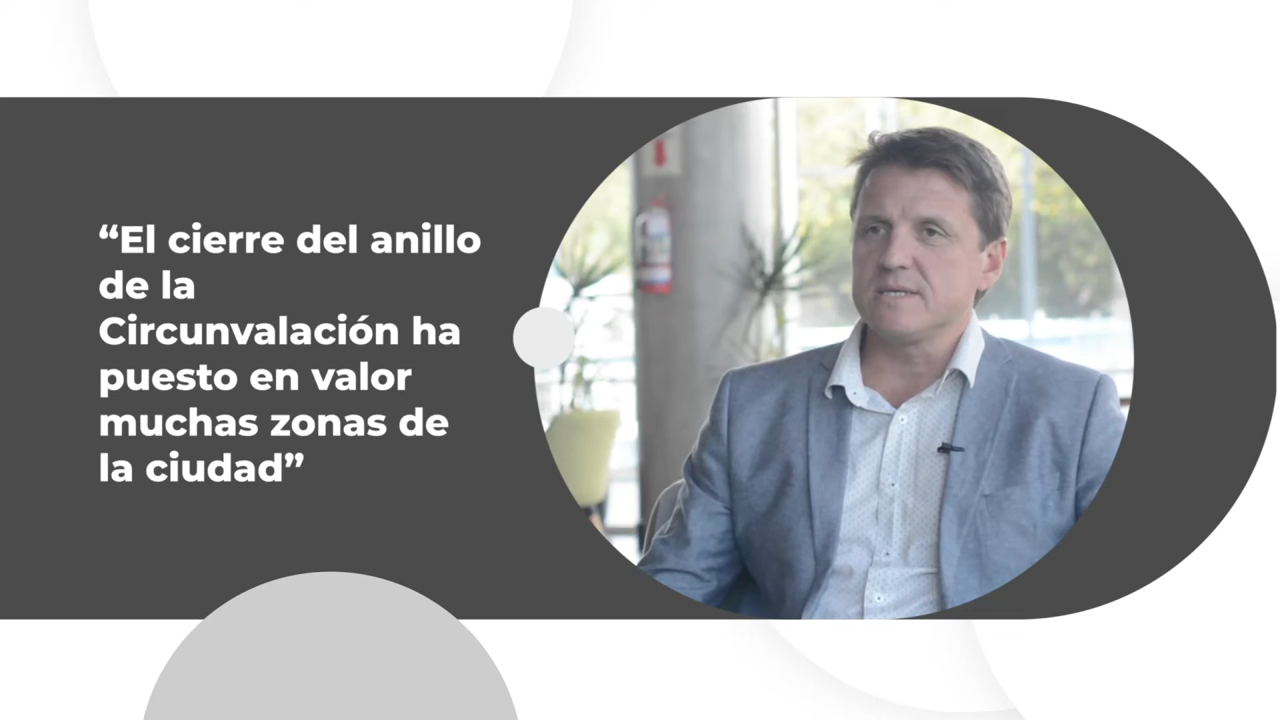 “El cierre del anillo
de la
Circunvalación ha
puesto en valor
muchas zonas de
la ciudad”